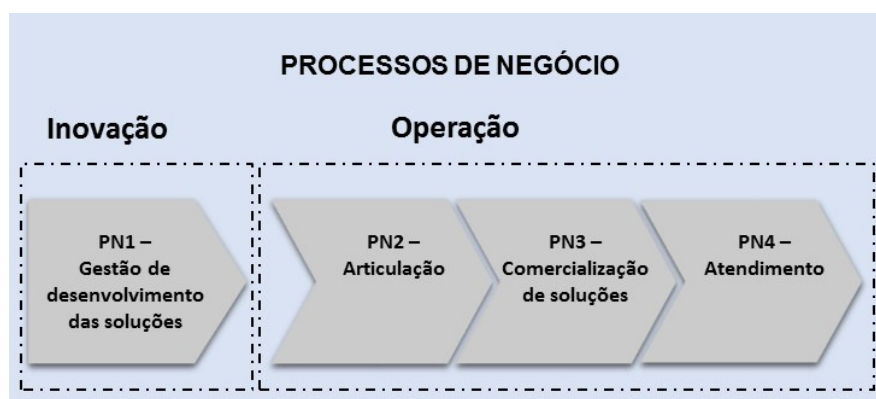 PROCESSOS DE NEGÓCIO
Inovação
Operação
PN1 –
Gestão de
desenvolvimento
das soluções
PN2 –
Articulação
PN3 –
Comercialização
de soluções
PN4 –
Atendimento